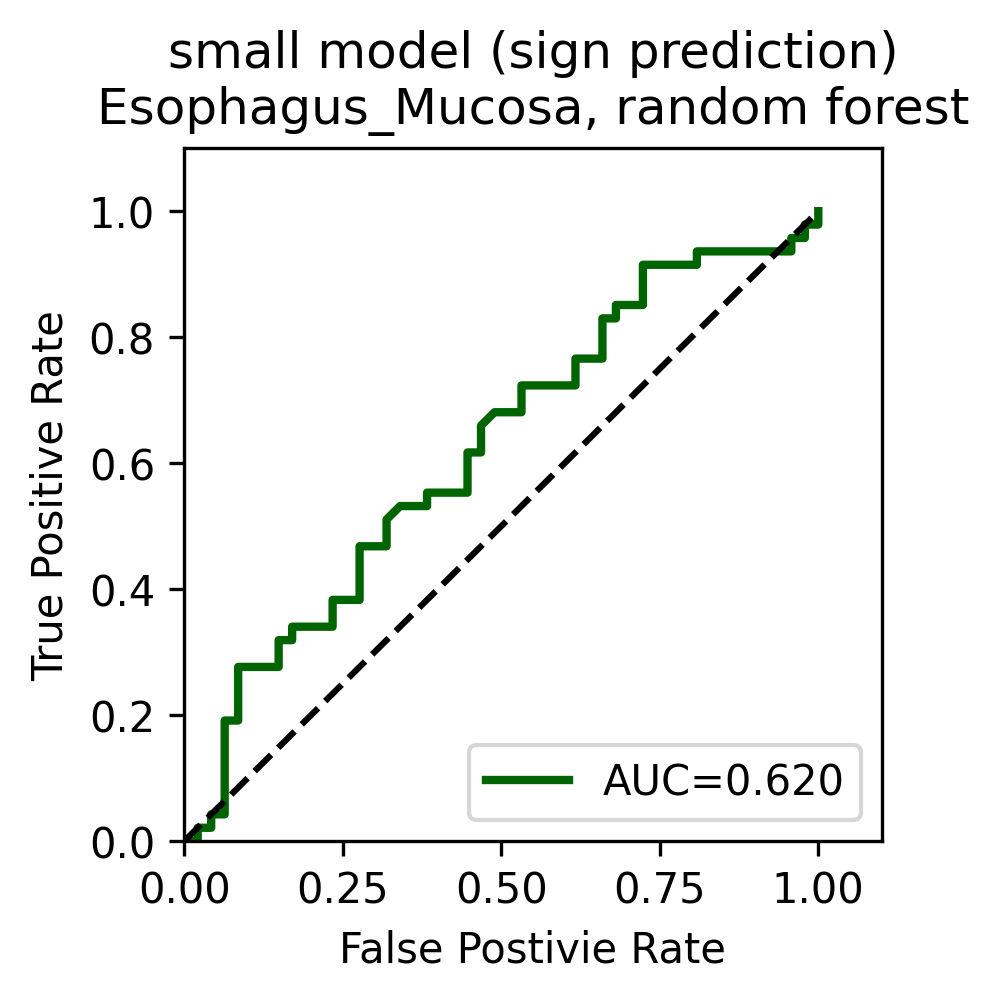 small model (sign prediction)
Esophagus_Mucosa, random forest
1.0
0.8
0.6
0.4
0.2
0.0
True Positive Rate
AUC=0.620
0.00 0.25 0.50 0.75 1.00
False Postivie Rate